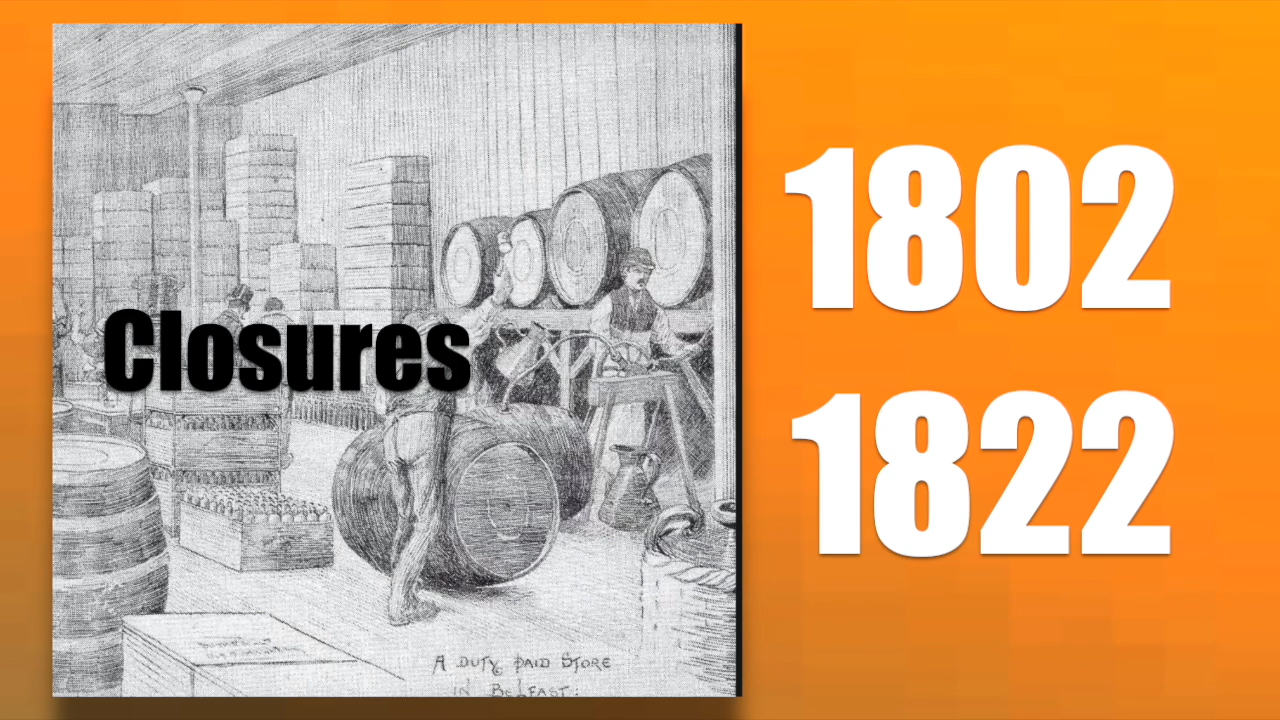 Closures
1802
1822
A DUTY PAID STORE
IN BELFAST: